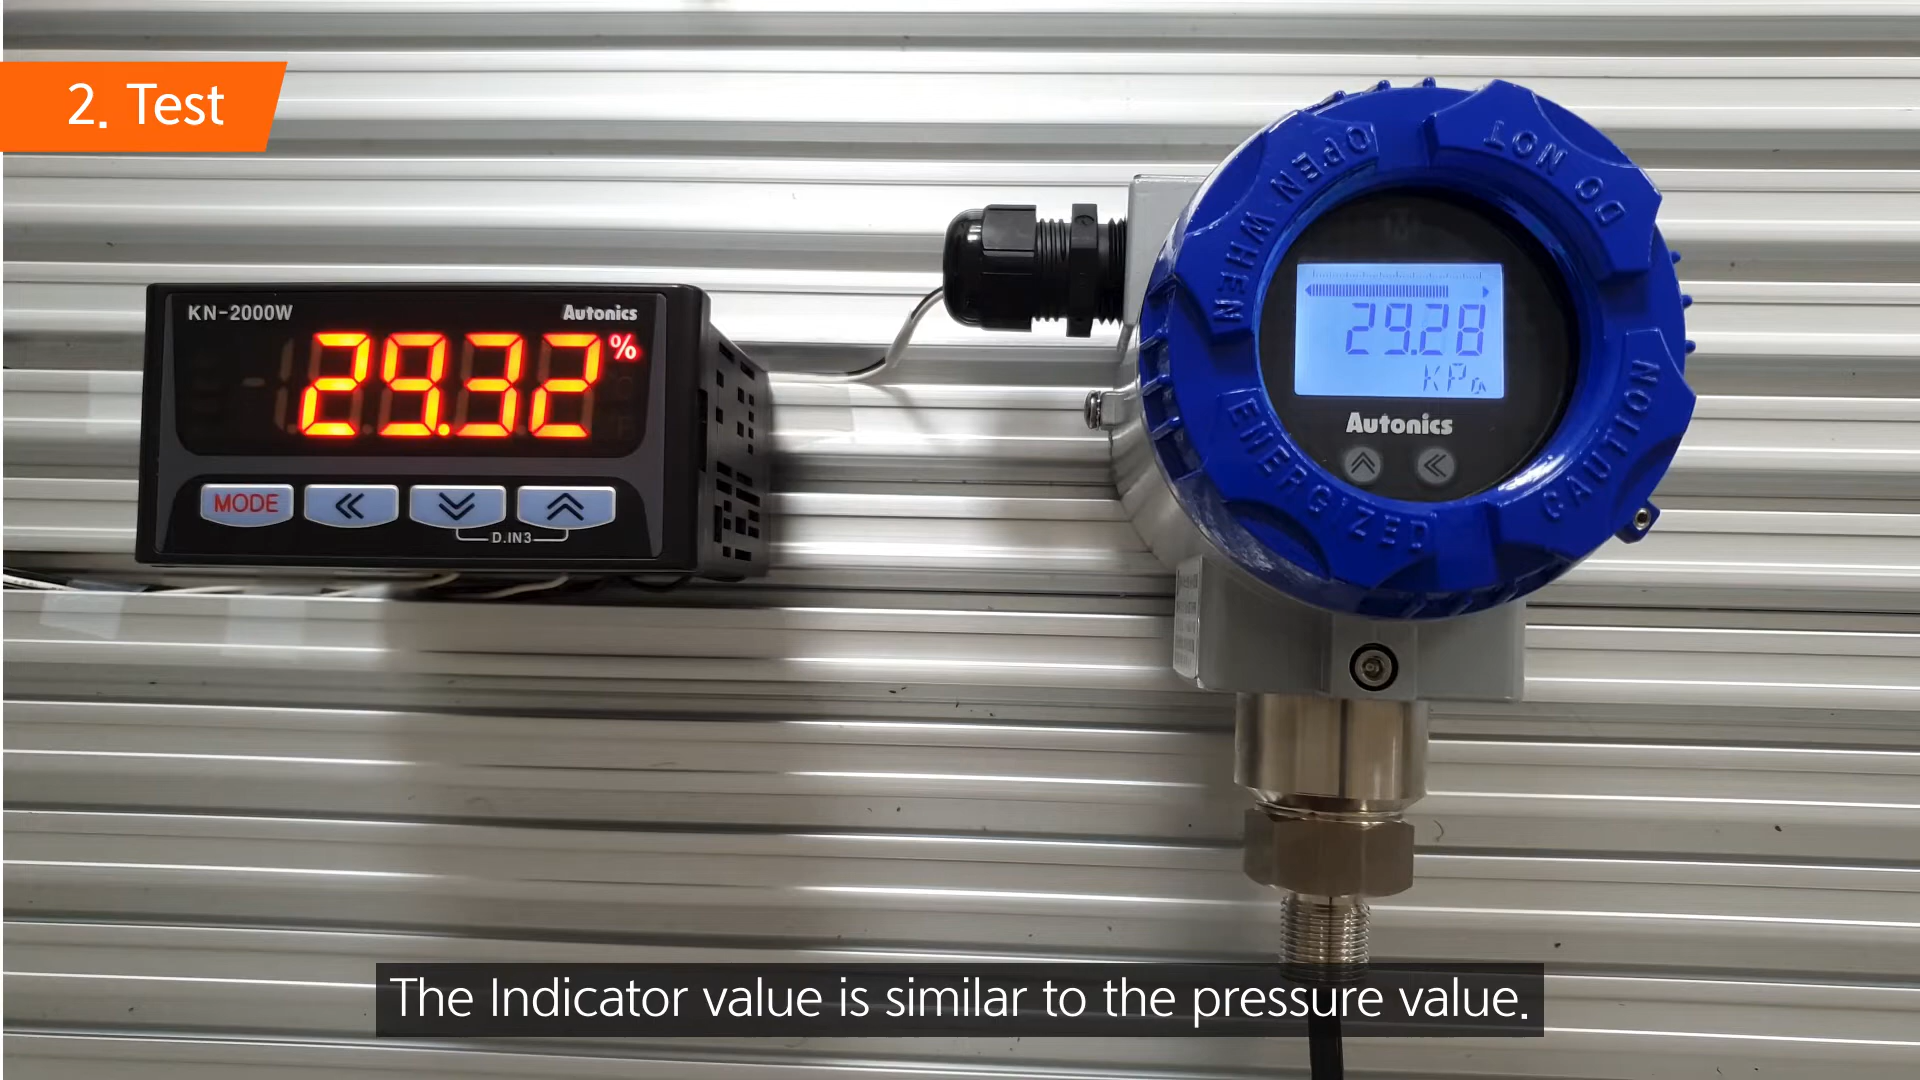 2. Test
KN-2000W
Autonics
29.32
%
MODE
D.IN3
DO NOT
OPEN WHEN
ENERGIZED
CAUTION
29.28
KPa
Autonics
The Indicator value is similar to the pressure value.